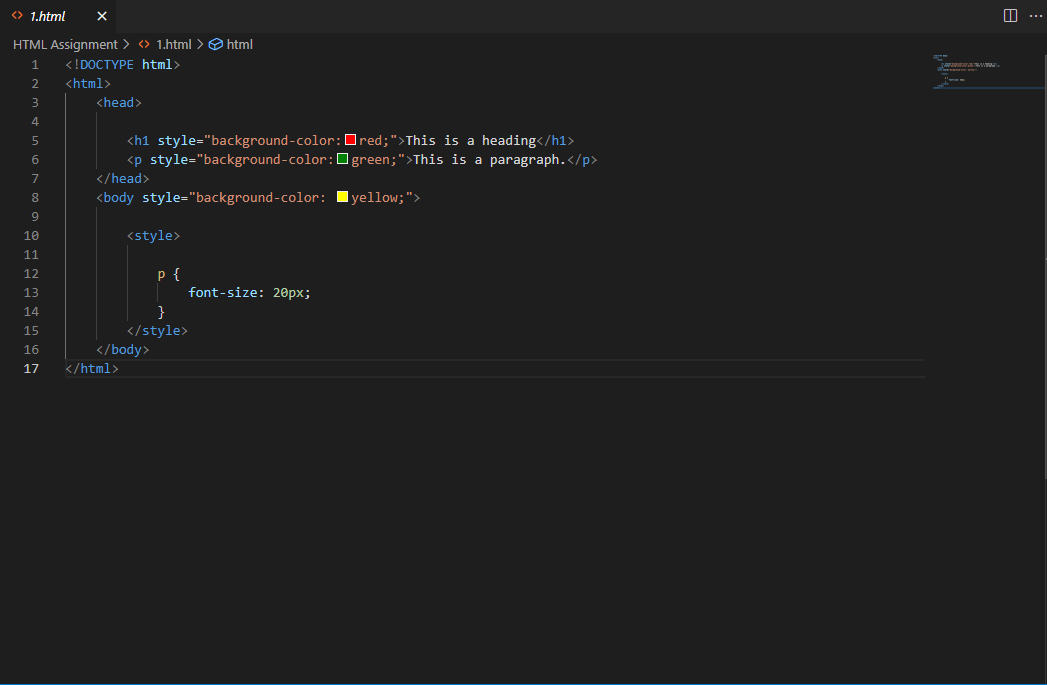 1.html
HTML Assignment > 1.html > html
1 <!DOCTYPE html>
2 <html>
3     <head>
4
5         <h1 style="background-color:red;">This is a heading</h1>
6         <p style="background-color:green;">This is a paragraph.</p>
7     </head>
8     <body style="background-color: yellow;">
9
10         <style>
11
12             p {
13                 font-size: 20px;
14             }
15         </style>
16     </body>
17 </html>